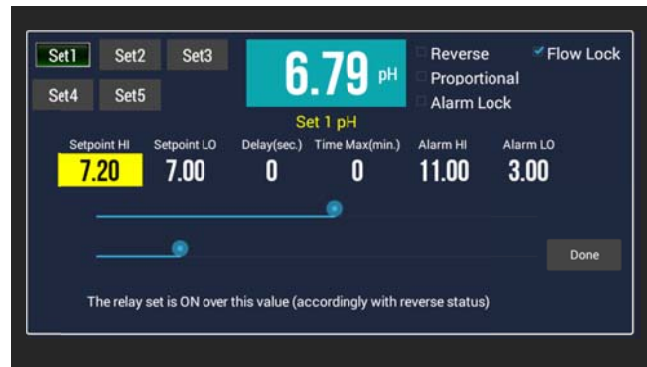 Set1 Set2 Set3 6.79 pH Reverse Flow Lock
Proportional
Set4 Set5 Alarm Lock
Set 1 pH
Setpoint HI Setpoint LO Delay(sec.) Time Max(min.) Alarm HI Alarm LO
7.20 7.00 0 0 11.00 3.00
Done
The relay set is ON over this value (accordingly with reverse status)